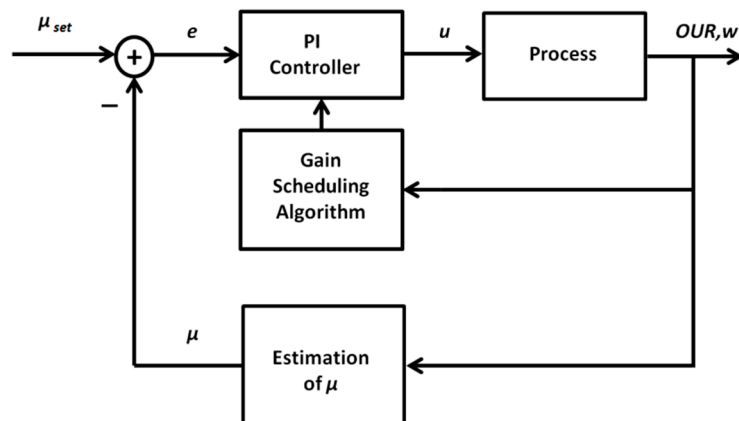 μ set
e
PI
Controller
u
Process
OUR,w
+
−
Gain
Scheduling
Algorithm
μ
Estimation
of μ